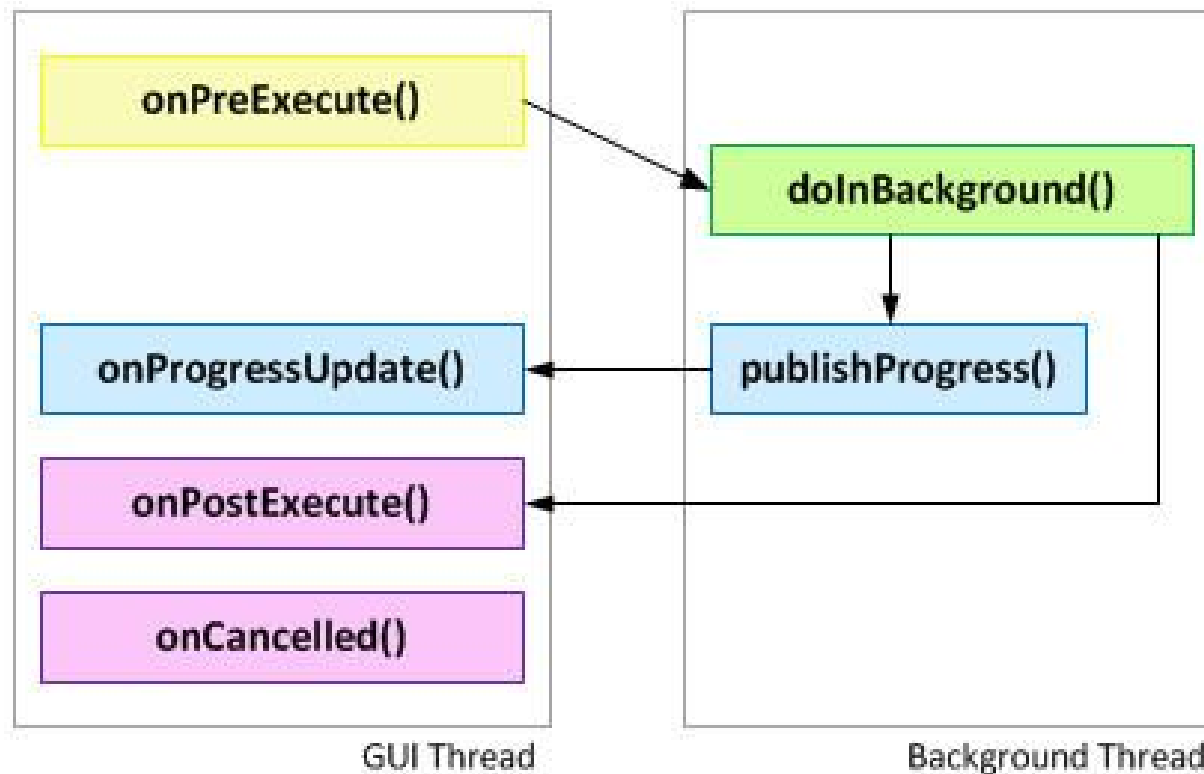 onPreExecute()
doInBackground()
onProgressUpdate()
publishProgress()
onPostExecute()
onCancelled()
GUI Thread
Background Thread